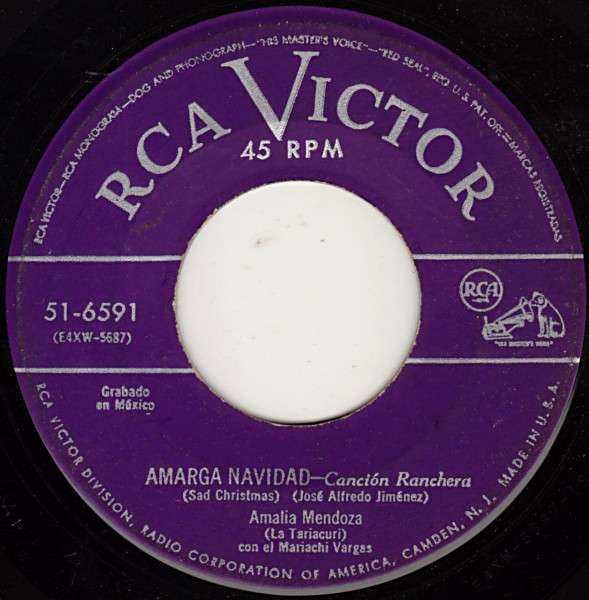 RCA VICTOR—RCA MONOGRAM—DOG AND PHONOGRAPH—"HIS MASTER'S VOICE"—"RED SEAL", REG. U.S. PAT. OFF.=MARCAS REGISTRADAS
RCA VICTOR
45 RPM
51-6591
(E4XW-5687)
RCA
"HIS MASTER'S VOICE"
Grabado
en México
AMARGA NAVIDAD—Canción Ranchera
(Sad Christmas) (José Alfredo Jiménez)
Amalia Mendoza
(La Tariacuri)
con el Mariachi Vargas
RCA VICTOR DIVISION, RADIO CORPORATION OF AMERICA, CAMDEN, N. J. MADE IN U.S.A.